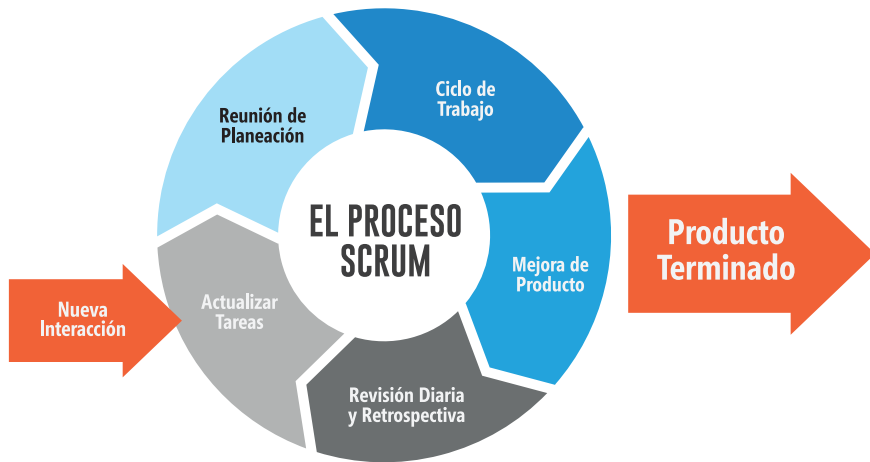 Reunión de
Planeación
Ciclo de
Trabajo
EL PROCESO
SCRUM
Mejora de
Producto
Producto
Terminado
Nueva
Interacción
Actualizar
Tareas
Revisión Diaria
y Retrospectiva